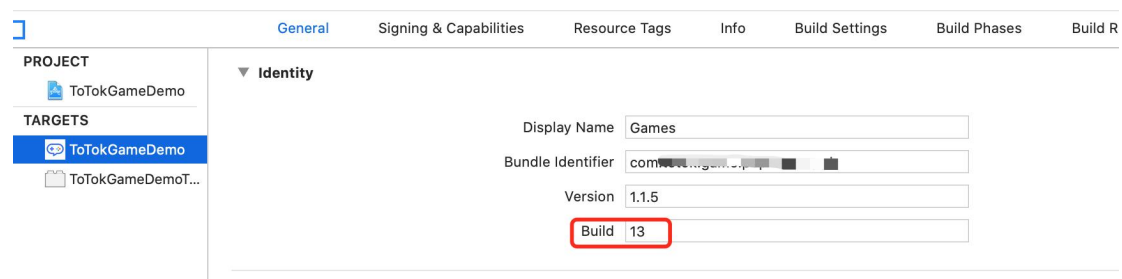 General Signing & Capabilities Resource Tags Info Build Settings Build Phases Build R
PROJECT
ToTokGameDemo
TARGETS
ToTokGameDemo
ToTokGameDemoT...
Identity
Display Name Games
Bundle Identifier
Version 1.1.5
Build 13